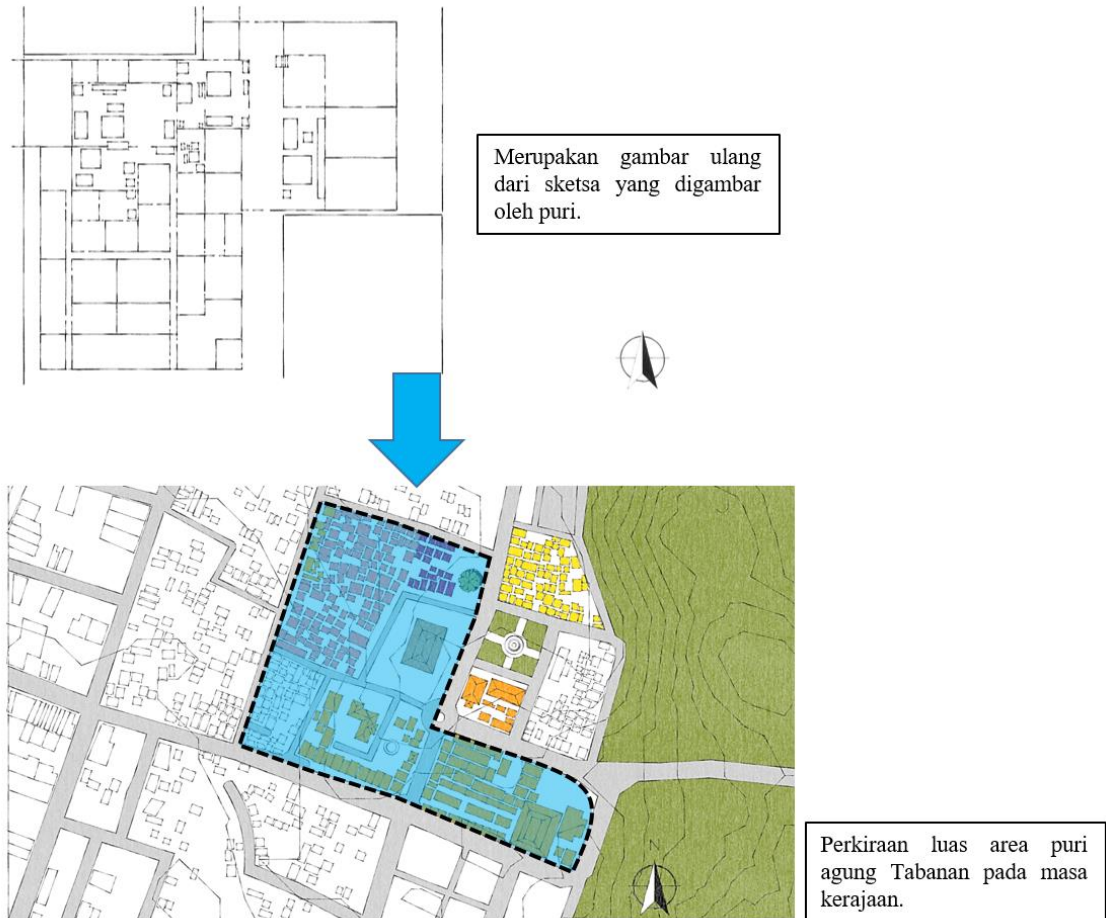 Merupakan gambar ulang
dari sketsa yang digambar
oleh puri.
N
Perkiraan luas area puri
agung Tabanan pada masa
kerajaan.